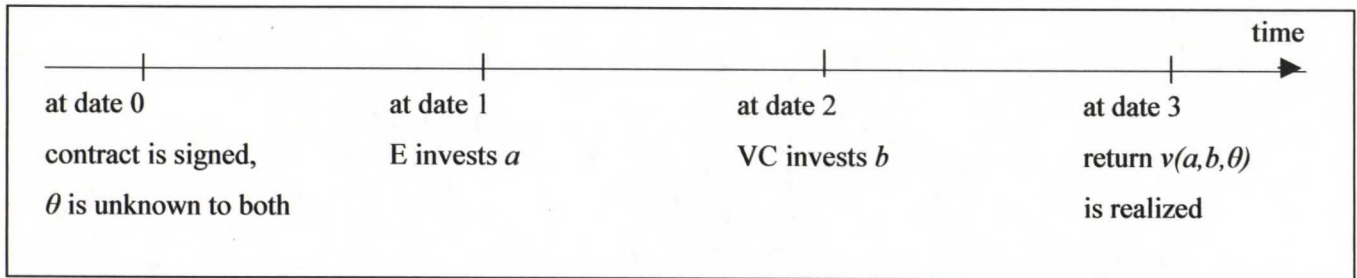 time
at date 0
contract is signed,
θ is unknown to both
at date 1
E invests a
at date 2
VC invests b
at date 3
return v(a,b,θ)
is realized